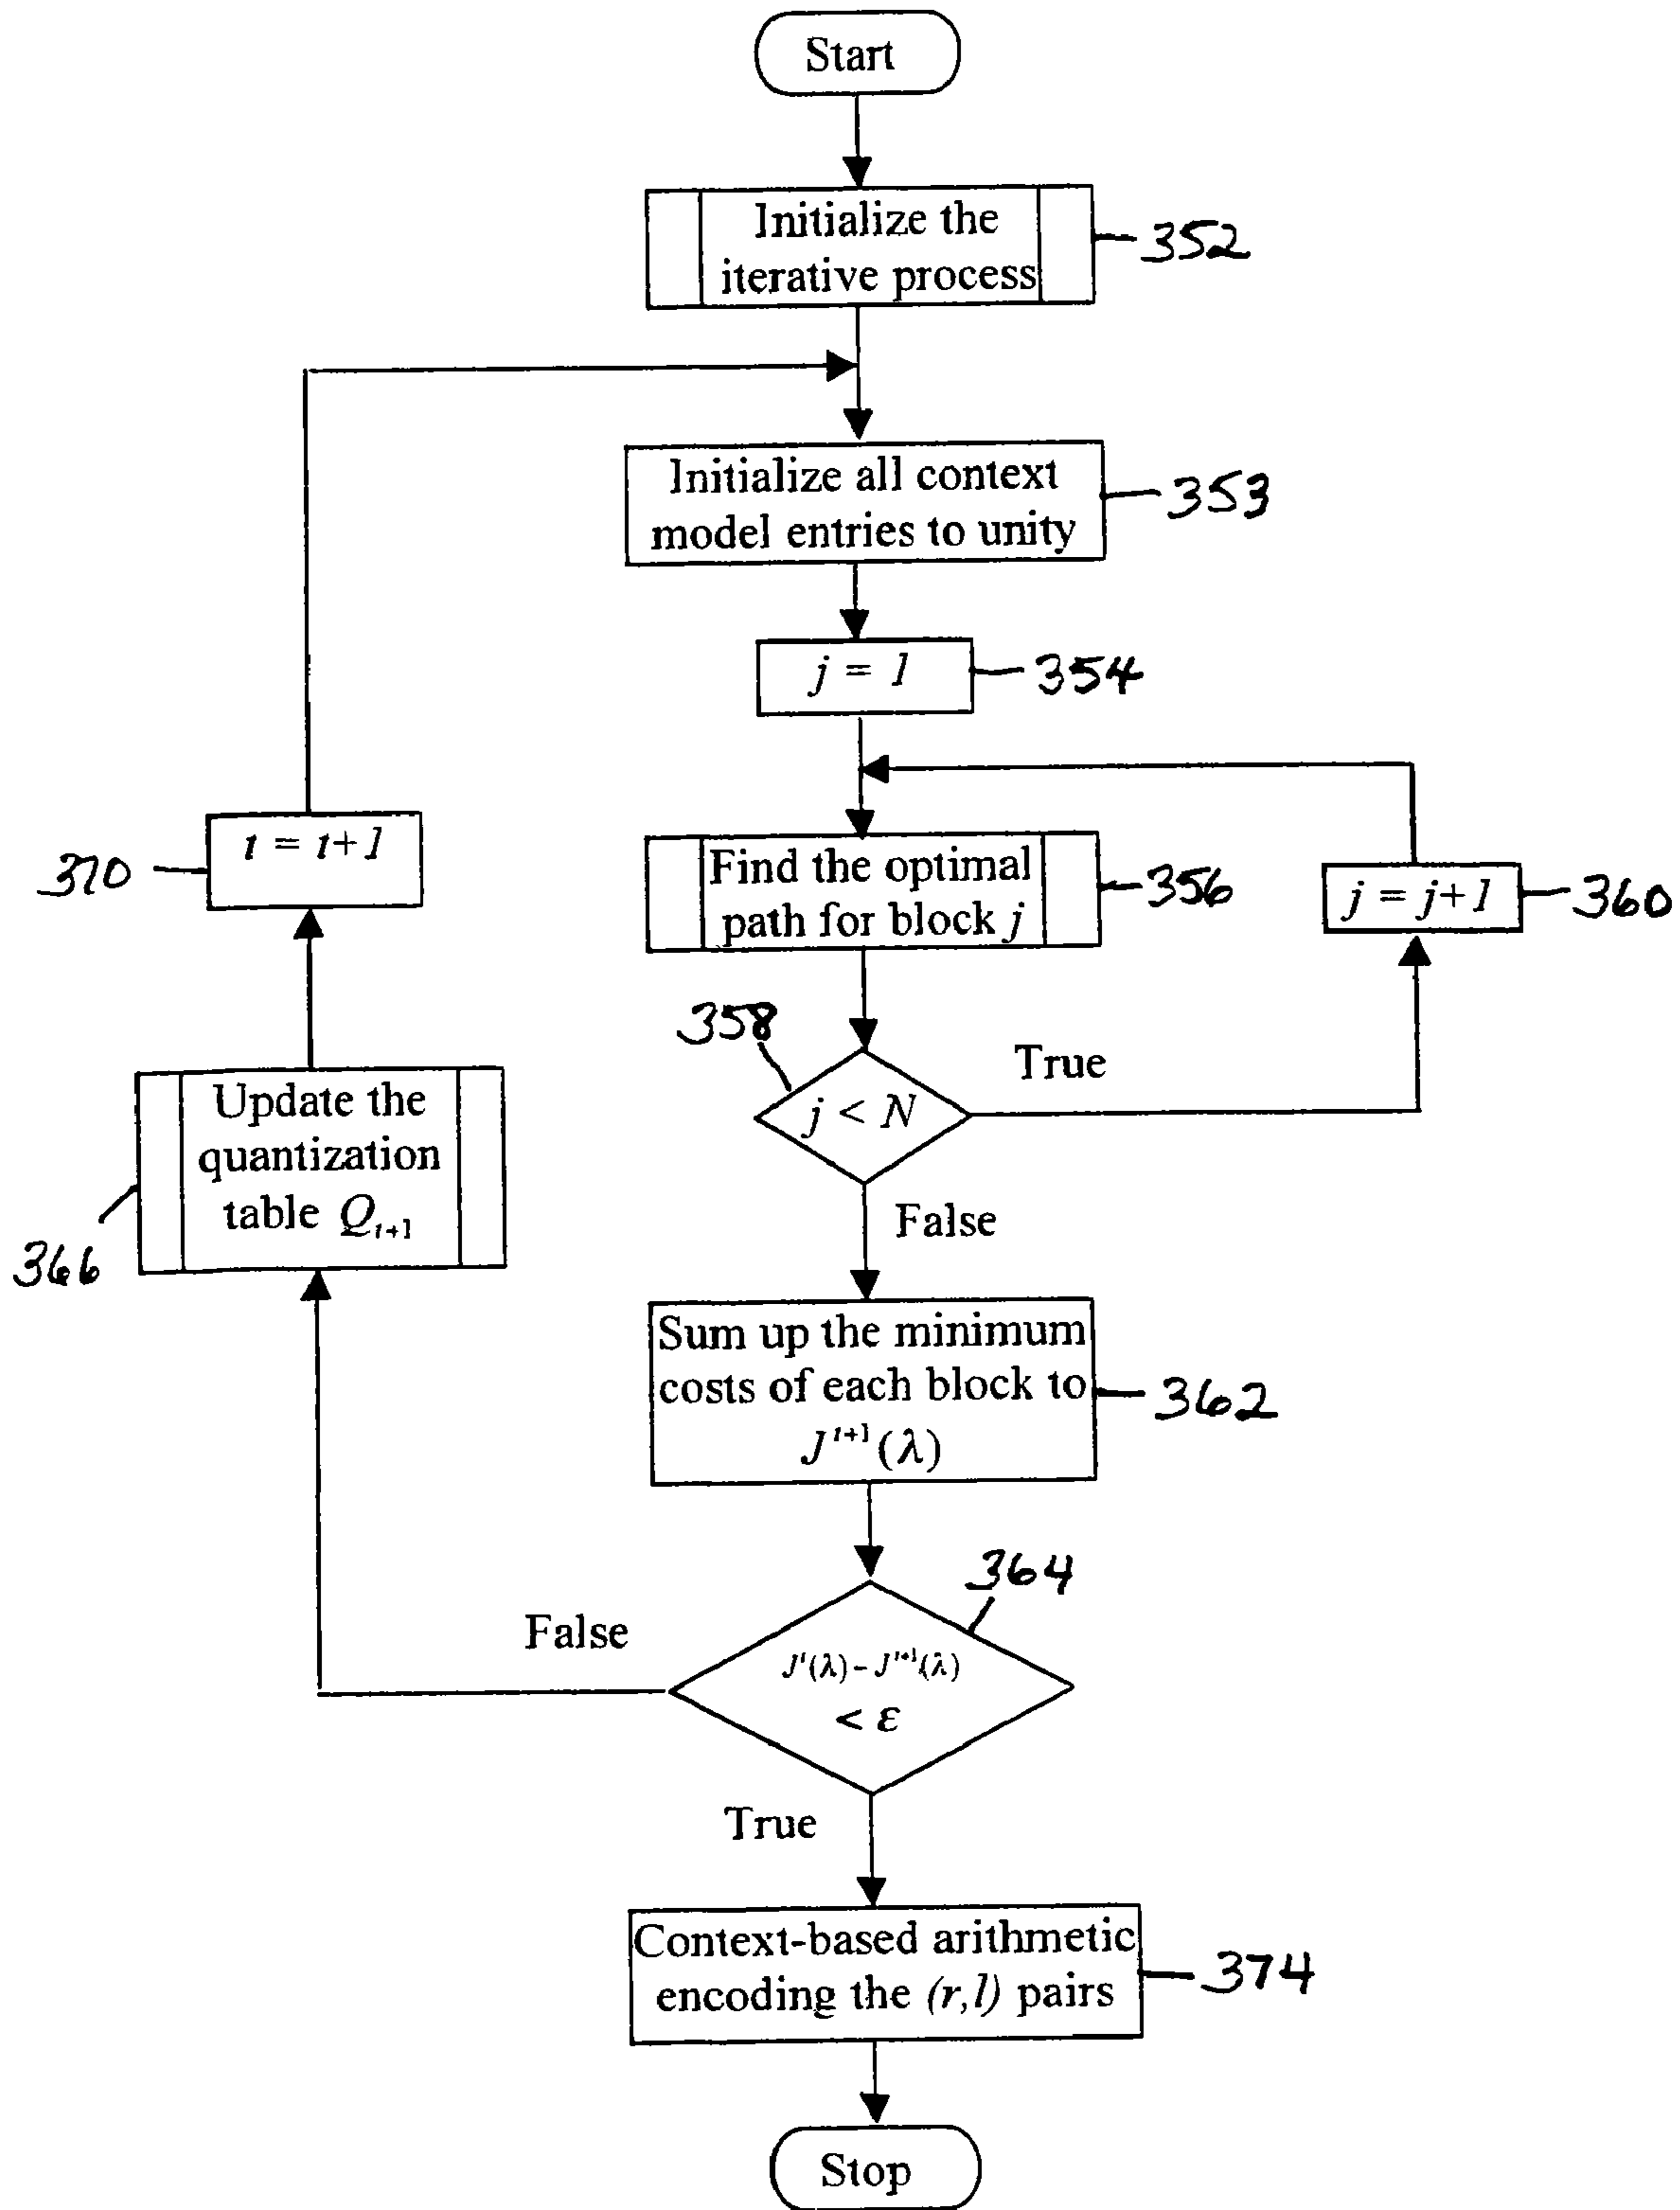 Start
Initialize the
iterative process
352
Initialize all context
model entries to unity
353
j = 1
354
t = t+1
370
Find the optimal
path for block j
356
j = j+1
360
358
j < N
True
False
Update the
quantization
table Q_{t+1}
366
Sum up the minimum
costs of each block to
J^{t+1}(λ)
362
364
J^t(λ) - J^{t+1}(λ)
< ε
False
True
Context-based arithmetic
encoding the (r,l) pairs
374
Stop